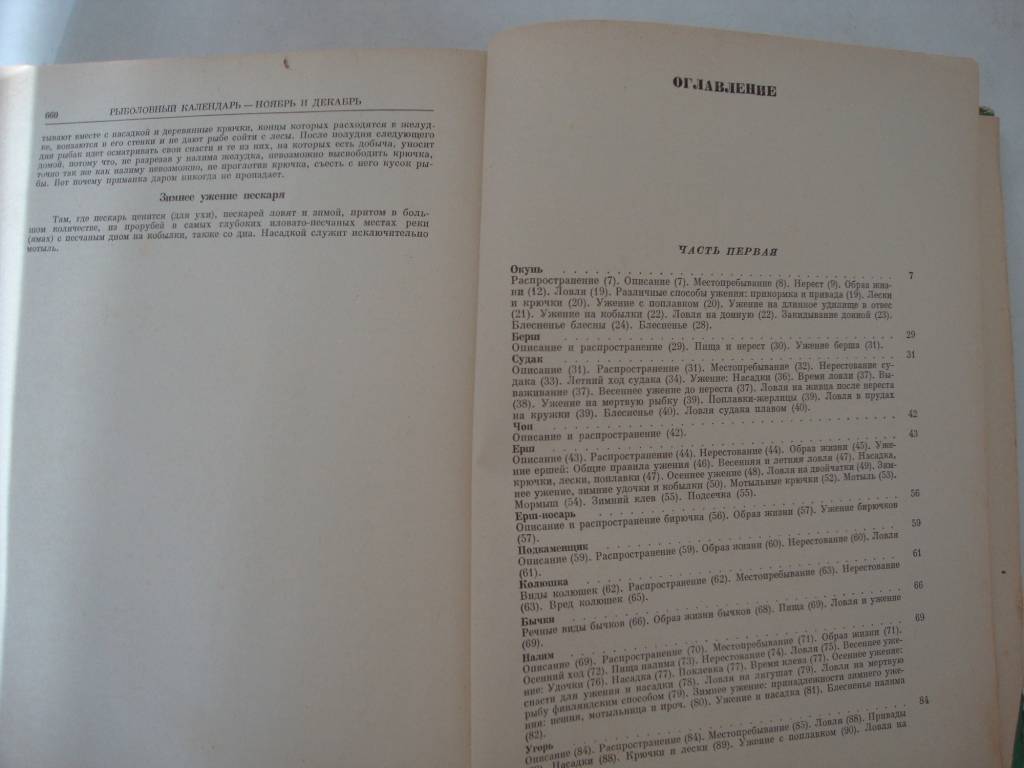 660 РЫБОЛОВНЫЙ КАЛЕНДАРЬ — НОЯБРЬ И ДЕКАБРЬ
тывают вместе с насадкой и деревянные крючки, концы которых расходятся в желуд-
ке, вонзаются в его стенки и не дают рыбе сойти с лесы. После полудня следующего
дня рыбак идет осматривать свои снасти и те из них, на которых есть добыча, уносит
домой, потому что, не разрезав у налима желудка, невозможно высвободить крючка,
точно так же как налиму невозможно, не проглотив крючка, съесть с него кусок ры-
бы. Вот почему приманка даром никогда не пропадает.
Зимнее ужение пескаря
Там, где пескарь ценится (для ухи), пескарей ловят и зимой, притом в боль-
шом количестве, из прорубей в самых глубоких иловато-песчаных местах реки
(ямах) с песчаным дном на кобылки, также со дна. Насадкой служит исключительно
мотыль.
ОГЛАВЛЕНИЕ
ЧАСТЬ ПЕРВАЯ
Окунь . . . . . . . . . . 7
Распространение (7). Описание (7). Местопребывание (8). Нерест (9). Образ жиз-
ни (12). Ловля (19). Различные способы ужения: прикормка и привада (19). Лески
и крючки (20). Ужение с поплавком (20). Ужение на длинное удилище в отвес
(21). Ужение на кобылки (22). Ловля на донную (22). Закидывание донной (23).
Блесненье блесны (24). Блесненье (28).
Берш . . . . . . . . . . 29
Описание и распространение (29). Пища и нерест (30). Ужение берша (31).
Судак . . . . . . . . . . 31
Описание (31). Распространение (31). Местопребывание (32). Нерестование су-
дака (33). Летний ход судака (34). Ужение: Насадки (36). Время ловли (37). Вы-
важивание (37). Весеннее ужение до нереста (37). Ловля на живца после нереста
(38). Ужение на мертвую рыбку (39). Поплавки-жерлицы (39). Ловля в прудах
на кружки (39). Блесненье (40). Ловля судака плавом (40).
Чоп . . . . . . . . . . 42
Описание и распространение (42).
Ерш . . . . . . . . . . 43
Описание (43). Распространение (44). Нерестование (44). Образ жизни (45). Уже-
ние ершей: Общие правила ужения (46). Весенняя и летняя ловля (47). Насадка,
крючки, лески, поплавки (47). Осеннее ужение (48). Ловля на двойчатки (49). Зим-
нее ужение, зимние удочки и кобылки (50). Мотыльные крючки (52). Мотыль (53).
Мормыш (54). Зимний клев (55). Подсечка (55).
Ерш-носарь . . . . . . . . . . 56
Описание и распространение бирючка (56). Образ жизни (57). Ужение бирючков
(57).
Подкаменщик . . . . . . . . . . 59
Описание (59). Распространение (59). Образ жизни (60). Нерестование (60). Ловля
(61).
Колюшка . . . . . . . . . . 61
Виды колюшек (62). Распространение (62). Местопребывание (63). Нерестование
(63). Вред колюшек (65).
Бычки . . . . . . . . . . 66
Речные виды бычков (66). Образ жизни бычков (68). Пища (69). Ловля и ужение
(69).
Налим . . . . . . . . . . 69
Описание (69). Распространение (70). Местопребывание (71). Образ жизни (71).
Осенний ход (72). Пища налима (73). Нерестование (74). Ловля (75). Весеннее уже-
ние: Удочки (76). Насадка (77). Поклевка (77). Время клева (77). Осеннее ужение:
снасти для ужения и насадки (78). Ловля на лягушат (79). Ловля на мертвую
рыбу финляндским способом (79). Зимнее ужение: принадлежности зимнего уже-
ния: пешня, мотыльница и проч. (80). Ужение и насадка (81). Блесненье налима
(82).
Угорь . . . . . . . . . . 84
Описание (84). Распространение (84). Местопребывание (85). Ловля (88). Привады
Насадки (88). Крючки и лески (89). Ужение с поплавком (90). Ловля на